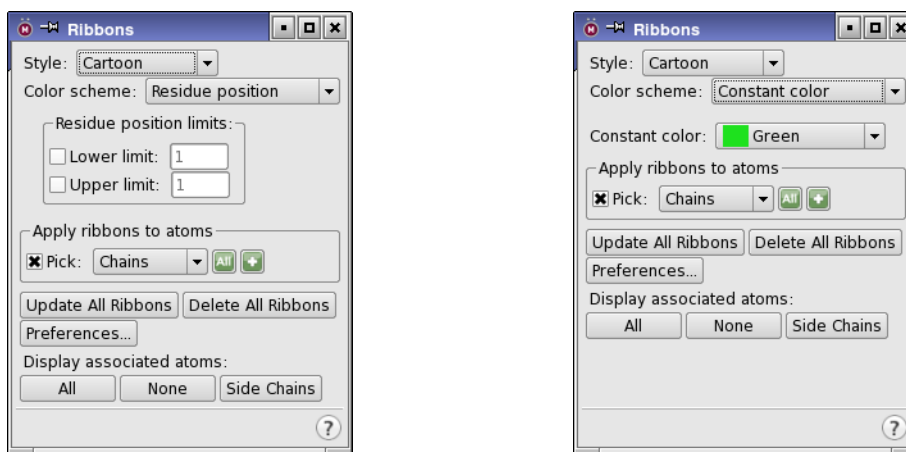 Ribbons
Style: Cartoon
Color scheme: Residue position
Residue position limits:
Lower limit: 1
Upper limit: 1
Apply ribbons to atoms
Pick: Chains All +
Update All Ribbons Delete All Ribbons
Preferences...
Display associated atoms:
All None Side Chains
?
Ribbons
Style: Cartoon
Color scheme: Constant color
Constant color: Green
Apply ribbons to atoms
Pick: Chains All +
Update All Ribbons Delete All Ribbons
Preferences...
Display associated atoms:
All None Side Chains
?